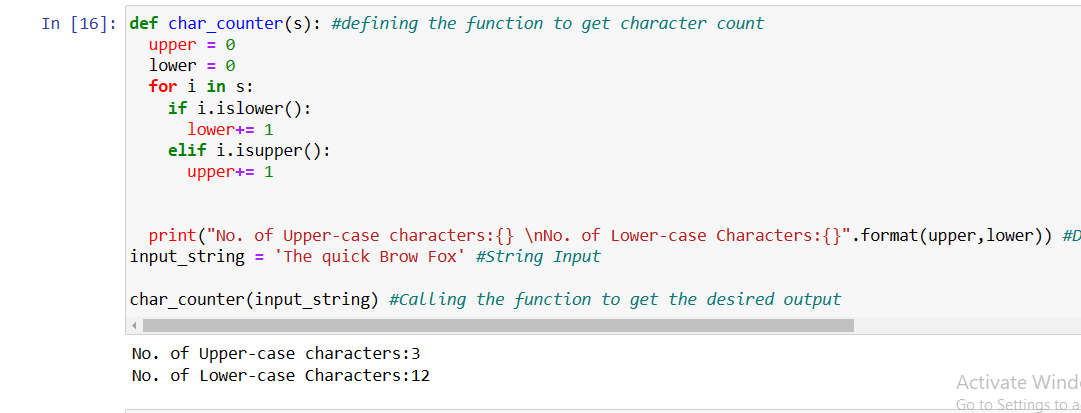 In [16]: def char_counter(s): #defining the function to get character count
upper = 0
lower = 0
for i in s:
if i.islower():
lower+= 1
elif i.isupper():
upper+= 1
print("No. of Upper-case characters:{} \nNo. of Lower-case Characters:{}".format(upper,lower)) #D
input_string = 'The quick Brow Fox' #String Input
char_counter(input_string) #Calling the function to get the desired output
No. of Upper-case characters:3
No. of Lower-case Characters:12
Activate Wind
Go to Settings to a